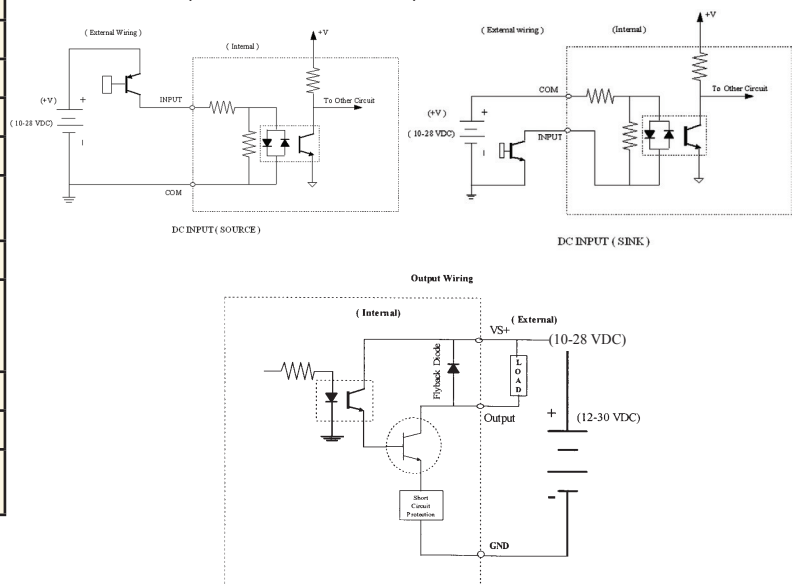 ( External Wiring )
( Internal )
+V
INPUT
To Other Circuit
(+V)
+
( 10-28 VDC)
-
COM
DC INPUT ( SOURCE )
( External wiring )
(Internal)
+V
COM
To Other Circuit
(+V)
+
( 10-28 VDC)
INPUT
-
DC INPUT ( SINK )
Output Wiring
( Internal)
( External)
VS+
(10-28 VDC)
Flyback Diode
LOAD
Output
+
(12-30 VDC)
Short
Circuit
Protection
-
GND